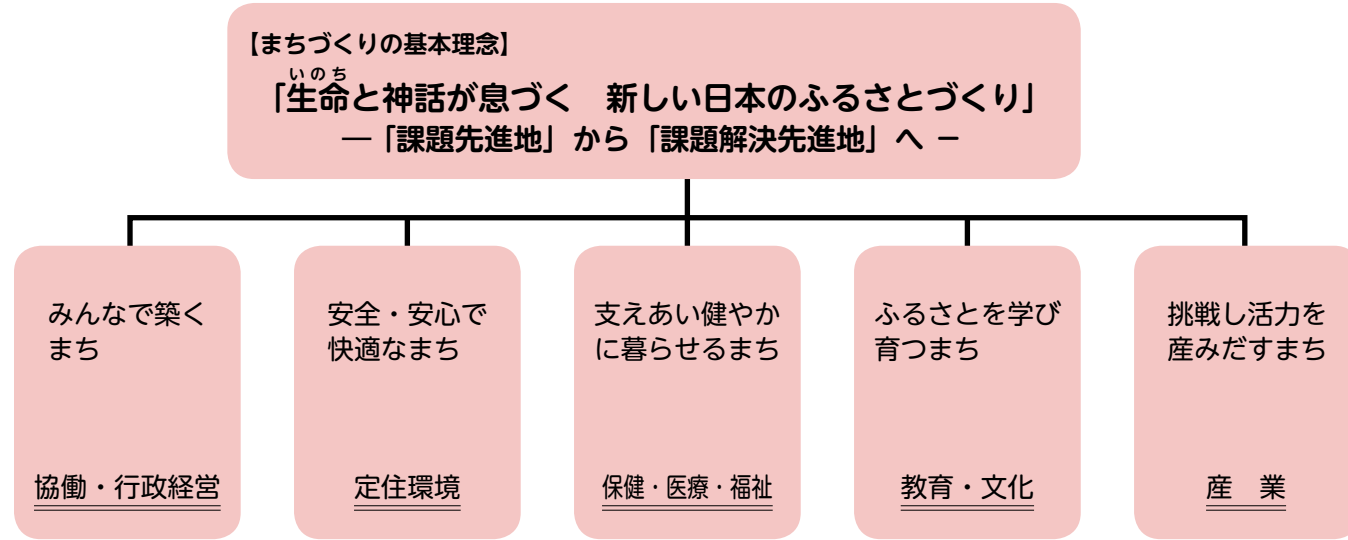 【まちづくりの基本理念】
いのち
「生命と神話が息づく　新しい日本のふるさとづくり」
―「課題先進地」から「課題解決先進地」へ －
みんなで築く
まち
協働・行政経営
安全・安心で
快適なまち
定住環境
支えあい健やか
に暮らせるまち
保健・医療・福祉
ふるさとを学び
育つまち
教育・文化
挑戦し活力を
産みだすまち
産　業